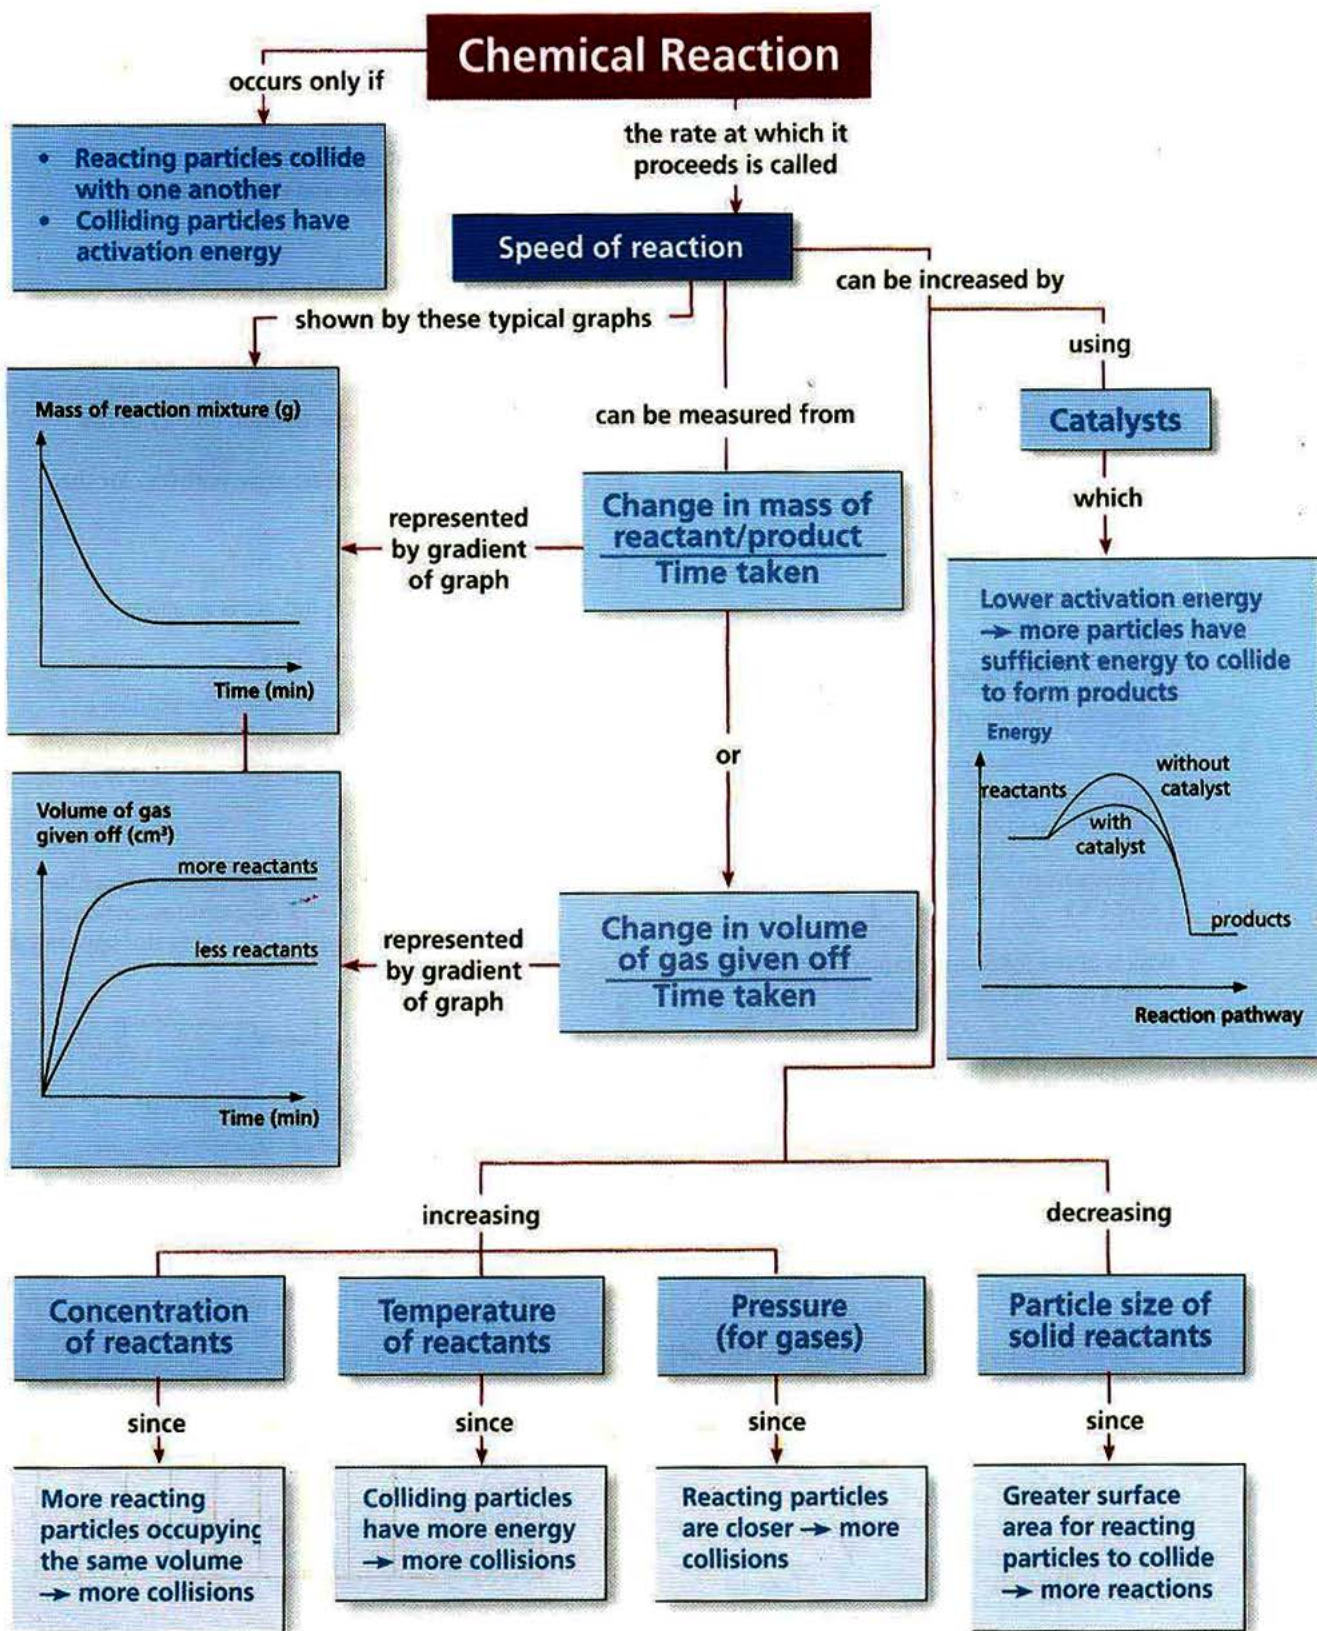 Chemical Reaction
occurs only if
• Reacting particles collide
with one another
• Colliding particles have
activation energy
the rate at which it
proceeds is called
Speed of reaction
can be increased by
shown by these typical graphs
using
Catalysts
which
Lower activation energy
→ more particles have
sufficient energy to collide
to form products
Energy
reactants
without
catalyst
with
catalyst
products
Reaction pathway
can be measured from
Change in mass of
reactant/product
Time taken
represented
by gradient
of graph
Mass of reaction mixture (g)
Time (min)
or
Change in volume
of gas given off
Time taken
represented
by gradient
of graph
Volume of gas
given off (cm³)
more reactants
less reactants
Time (min)
increasing
decreasing
Concentration
of reactants
Temperature
of reactants
Pressure
(for gases)
Particle size of
solid reactants
since
since
since
since
More reacting
particles occupying
the same volume
→ more collisions
Colliding particles
have more energy
→ more collisions
Reacting particles
are closer → more
collisions
Greater surface
area for reacting
particles to collide
→ more reactions